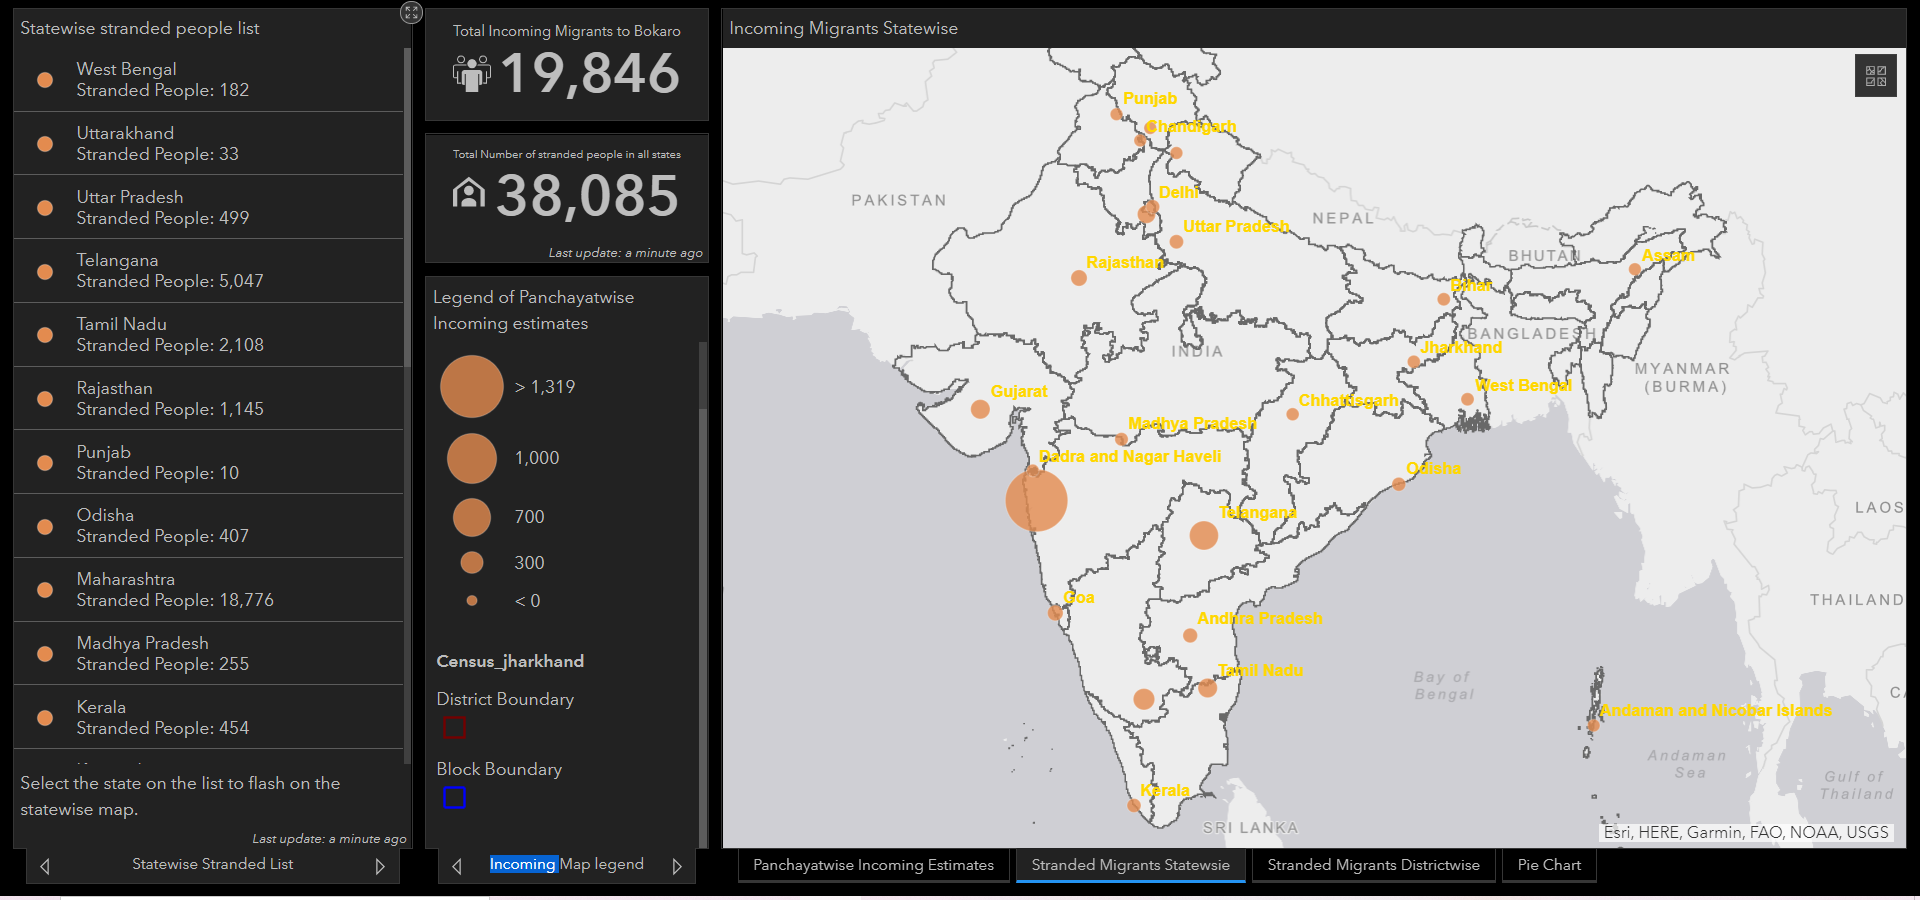 Statewise stranded people list
West Bengal
Stranded People: 182
Uttarakhand
Stranded People: 33
Uttar Pradesh
Stranded People: 499
Telangana
Stranded People: 5,047
Tamil Nadu
Stranded People: 2,108
Rajasthan
Stranded People: 1,145
Punjab
Stranded People: 10
Odisha
Stranded People: 407
Maharashtra
Stranded People: 18,776
Madhya Pradesh
Stranded People: 255
Kerala
Stranded People: 454
Select the state on the list to flash on the
statewise map.
Last update: a minute ago
Statewise Stranded List
Total Incoming Migrants to Bokaro
19,846
Total Number of stranded people in all states
38,085
Last update: a minute ago
Legend of Panchayatwise
Incoming estimates
> 1,319
1,000
700
300
< 0
Census_jharkhand
District Boundary
Block Boundary
Incoming Map legend
Incoming Migrants Statewise
Punjab
Chandigarh
PAKISTAN
Delhi
NEPAL
Uttar Pradesh
BHUTAN
Assam
Rajasthan
Bihar
BANGLADESH
Jharkhand
INDIA
MYANMAR
(BURMA)
West Bengal
Gujarat
Chhattisgarh
Madhya Pradesh
Dadra and Nagar Haveli
Odisha
LAOS
Telangana
Goa
THAILAND
Andhra Pradesh
Tamil Nadu
Bay of
Bengal
CA
Andaman and Nicobar Islands
Andaman
Sea
Gulf of
Thailand
Kerala
SRI LANKA
Esri, HERE, Garmin, FAO, NOAA, USGS
Panchayatwise Incoming Estimates
Stranded Migrants Statewsie
Stranded Migrants Districtwise
Pie Chart